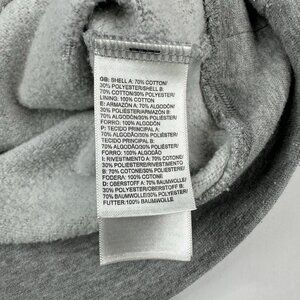 GB: SHELL A: 70% COTTON/
30% POLYESTER/SHELL B:
70% COTTON/30% POLYESTER/
LINING: 100% COTTON
E: ARMAZÓN A: 70% ALGODÓN/
30% POLIÉSTER/ARMAZÓN B:
70% ALGODÓN/30% POLIÉSTER/
FORRO: 100% ALGODÓN
P: TECIDO PRINCIPAL A:
70% ALGODÃO/30% POLIÉSTER/
TECIDO PRINCIPAL B:
70% ALGODÃO/30% POLIÉSTER/
FORRO: 100% ALGODÃO
I: RIVESTIMENTO A: 70% COTONE/
30% POLIESTERE/RIVESTIMENTO
B: 70% COTONE/30% POLIESTERE/
FODERA: 100% COTONE
D: OBERSTOFF A: 70% BAUMWOLLE/
30% POLYESTER/OBERSTOFF B:
70% BAUMWOLLE/30% POLYESTER/
FUTTER:100% BAUMWOLLE/